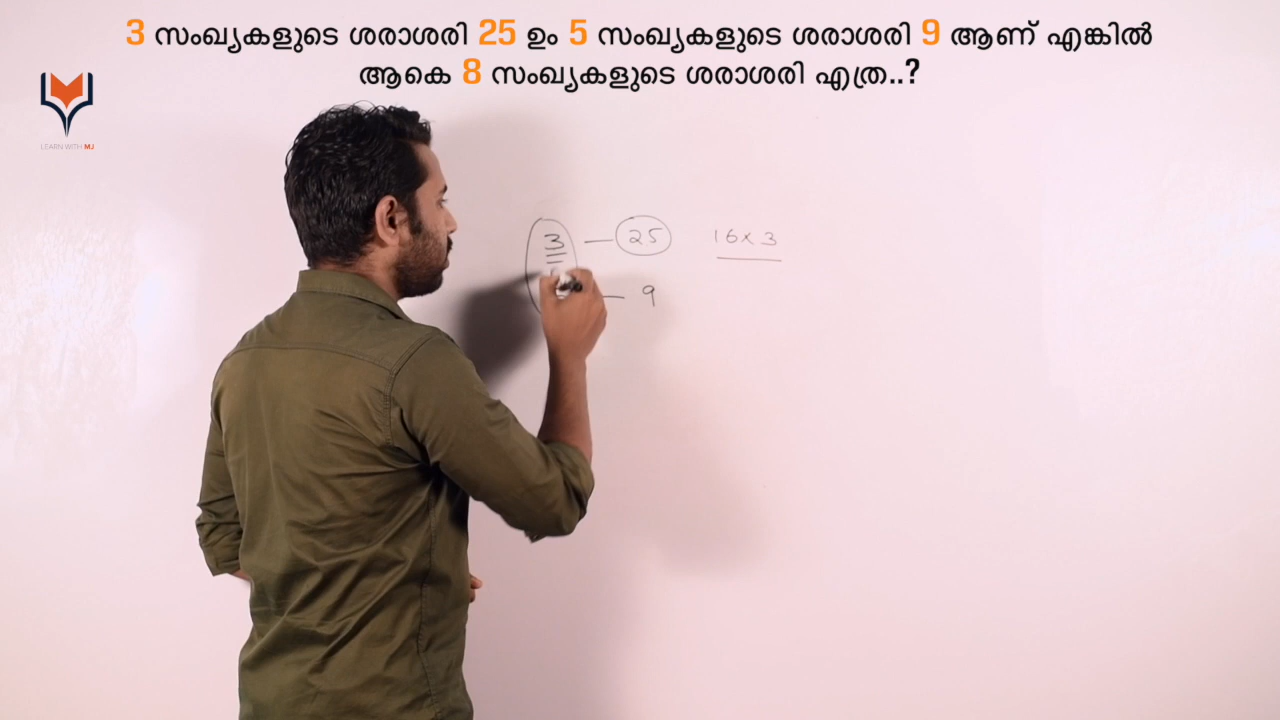 3 സംഖ്യകളുടെ ശരാശരി 25 ഉം 5 സംഖ്യകളുടെ ശരാശരി 9 ആണ് എങ്കിൽ
ആകെ 8 സംഖ്യകളുടെ ശരാശരി എത്ര..?
LEARN WITH MJ
3 — 25 16 x 3
— 9